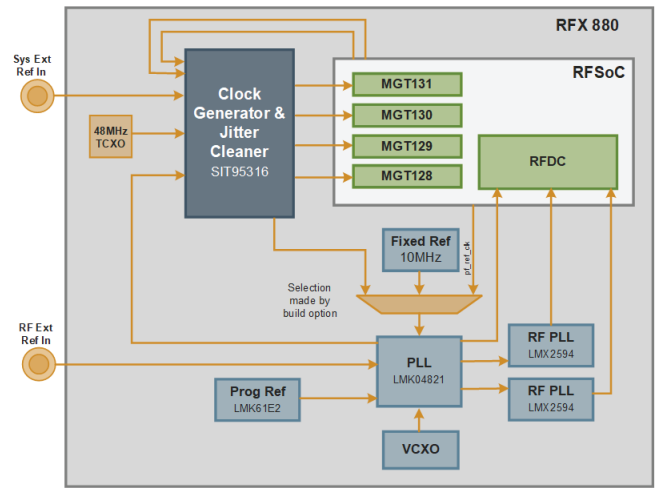 RFX 880
Sys Ext
Ref In
RFSoC
Clock
Generator &
Jitter
Cleaner
SIT95316
MGT131
MGT130
MGT129
MGT128
48MHz
TCXO
RFDC
Fixed Ref
10MHz
pf_ref_clk
Selection
made by
build option
RF Ext
Ref In
PLL
LMK04821
RF PLL
LMX2594
RF PLL
LMX2594
Prog Ref
LMK61E2
VCXO